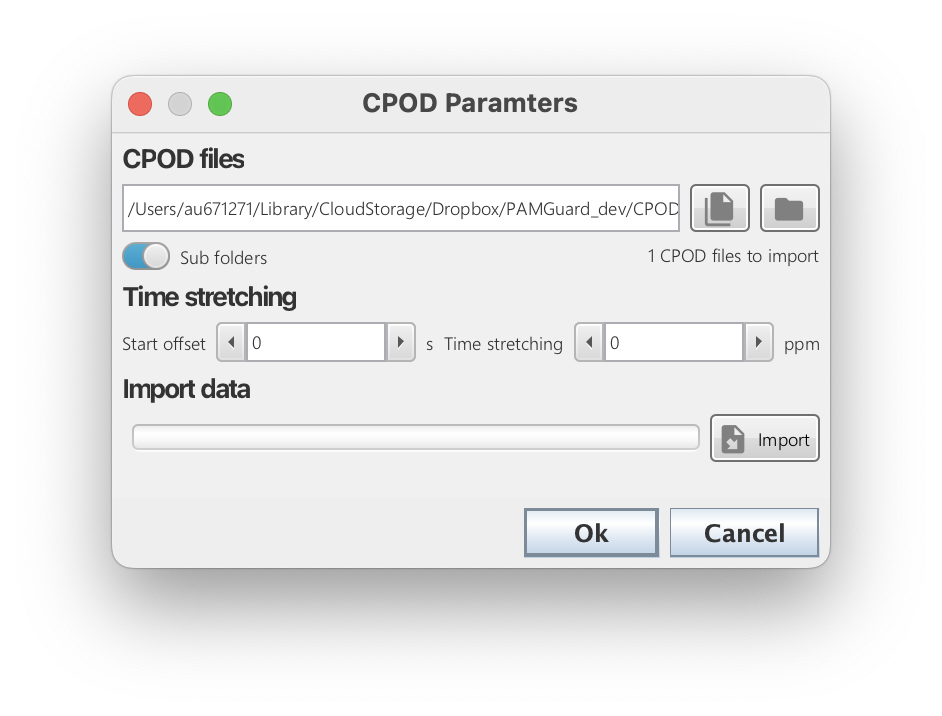 CPOD Paramters
CPOD files
/Users/au671271/Library/CloudStorage/Dropbox/PAMGuard_dev/CPOD
Sub folders 1 CPOD files to import
Time stretching
Start offset 0 s Time stretching 0 ppm
Import data
Import
Ok Cancel